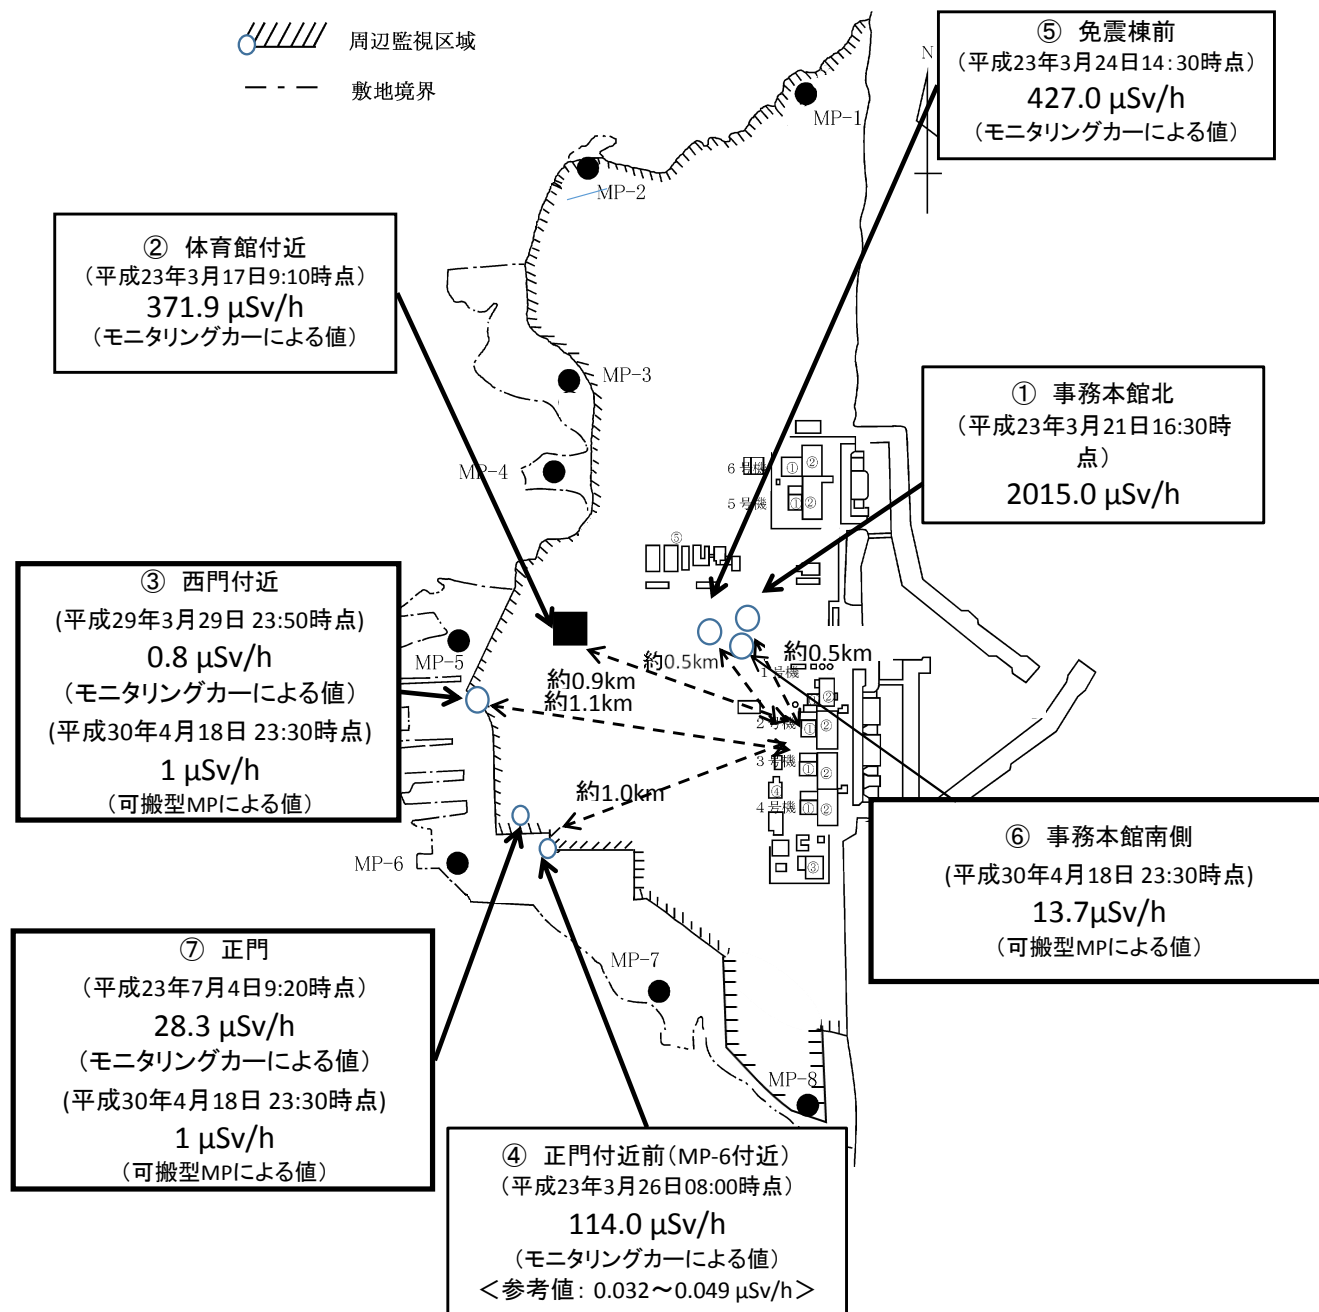 周辺監視区域
敷地境界
⑤ 免震棟前
(平成23年3月24日14:30時点)
427.0 μSv/h
(モニタリングカーによる値)
N
MP-1
MP-2
② 体育館付近
(平成23年3月17日9:10時点)
371.9 μSv/h
(モニタリングカーによる値)
MP-3
① 事務本館北
(平成23年3月21日16:30時
点)
2015.0 μSv/h
MP-4
6号機
① ②
5号機
① ②
⑤
③ 西門付近
(平成29年3月29日 23:50時点)
0.8 μSv/h
(モニタリングカーによる値)
(平成30年4月18日 23:30時点)
1 μSv/h
(可搬型MPによる値)
MP-5
約0.5km
約0.5km
約0.9km
約1.1km
1号機
②
2号機
① ②
3号機
① ②
約1.0km
④
4号機
① ②
③
MP-6
⑥ 事務本館南側
(平成30年4月18日 23:30時点)
13.7μSv/h
(可搬型MPによる値)
⑦ 正門
(平成23年7月4日9:20時点)
28.3 μSv/h
(モニタリングカーによる値)
(平成30年4月18日 23:30時点)
1 μSv/h
(可搬型MPによる値)
MP-7
MP-8
④ 正門付近前(MP-6付近)
(平成23年3月26日08:00時点)
114.0 μSv/h
(モニタリングカーによる値)
<参考値: 0.032～0.049 μSv/h>